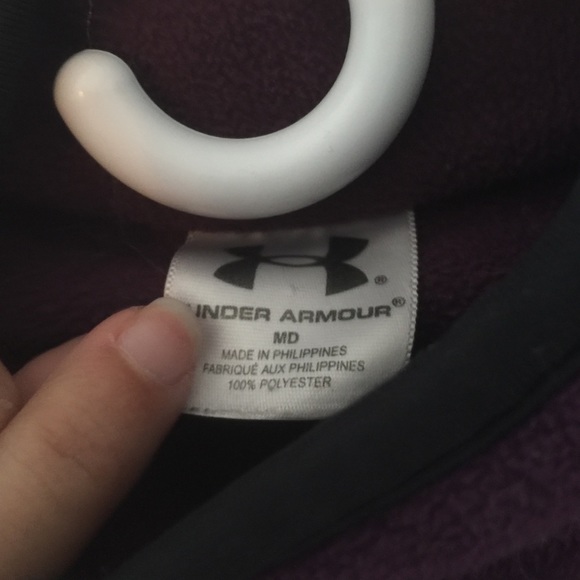 ®
UNDER ARMOUR®
MD
MADE IN PHILIPPINES
FABRIQUÉ AUX PHILIPPINES
100% POLYESTER